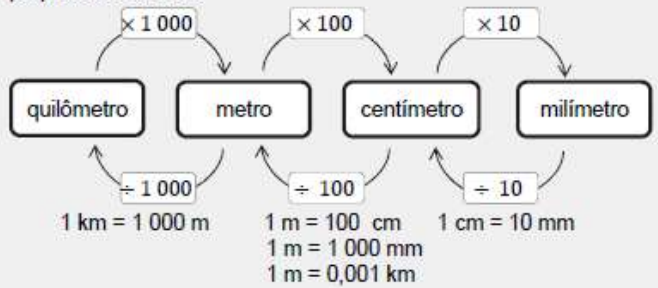 × 1 000 × 100 × 10
quilômetro metro centímetro milímetro
÷ 1 000 ÷ 100 ÷ 10
1 km = 1 000 m 1 m = 100 cm 1 cm = 10 mm
1 m = 1 000 mm
1 m = 0,001 km